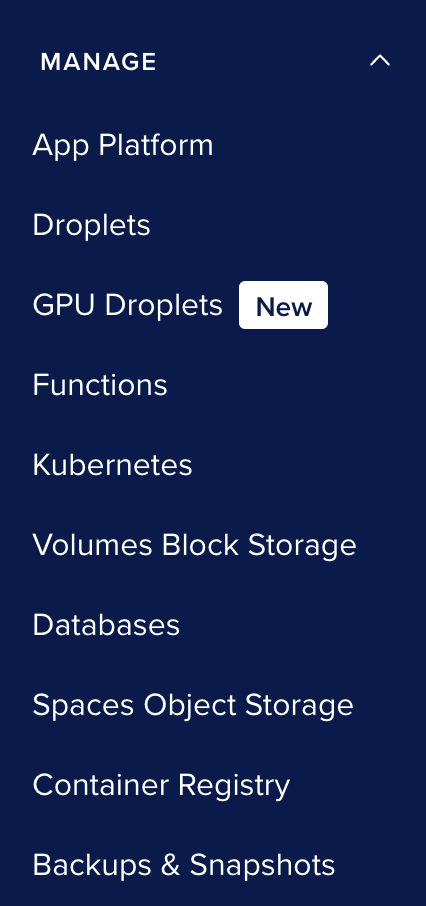 MANAGE
App Platform
Droplets
GPU Droplets New
Functions
Kubernetes
Volumes Block Storage
Databases
Spaces Object Storage
Container Registry
Backups & Snapshots